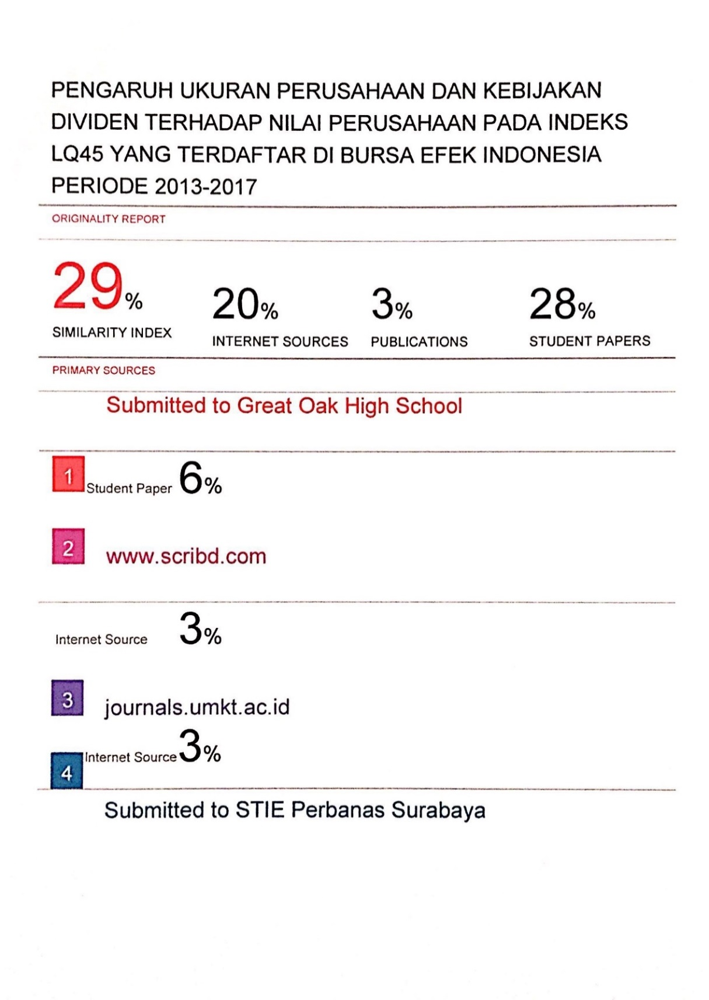 PENGARUH UKURAN PERUSAHAAN DAN KEBIJAKAN
DIVIDEN TERHADAP NILAI PERUSAHAAN PADA INDEKS
LQ45 YANG TERDAFTAR DI BURSA EFEK INDONESIA
PERIODE 2013-2017
ORIGINALITY REPORT
29% 20% 3% 28%
SIMILARITY INDEX INTERNET SOURCES PUBLICATIONS STUDENT PAPERS
PRIMARY SOURCES
Submitted to Great Oak High School
1 Student Paper 6%
2 www.scribd.com
Internet Source 3%
3 journals.umkt.ac.id
Internet Source 3%
4
Submitted to STIE Perbanas Surabaya